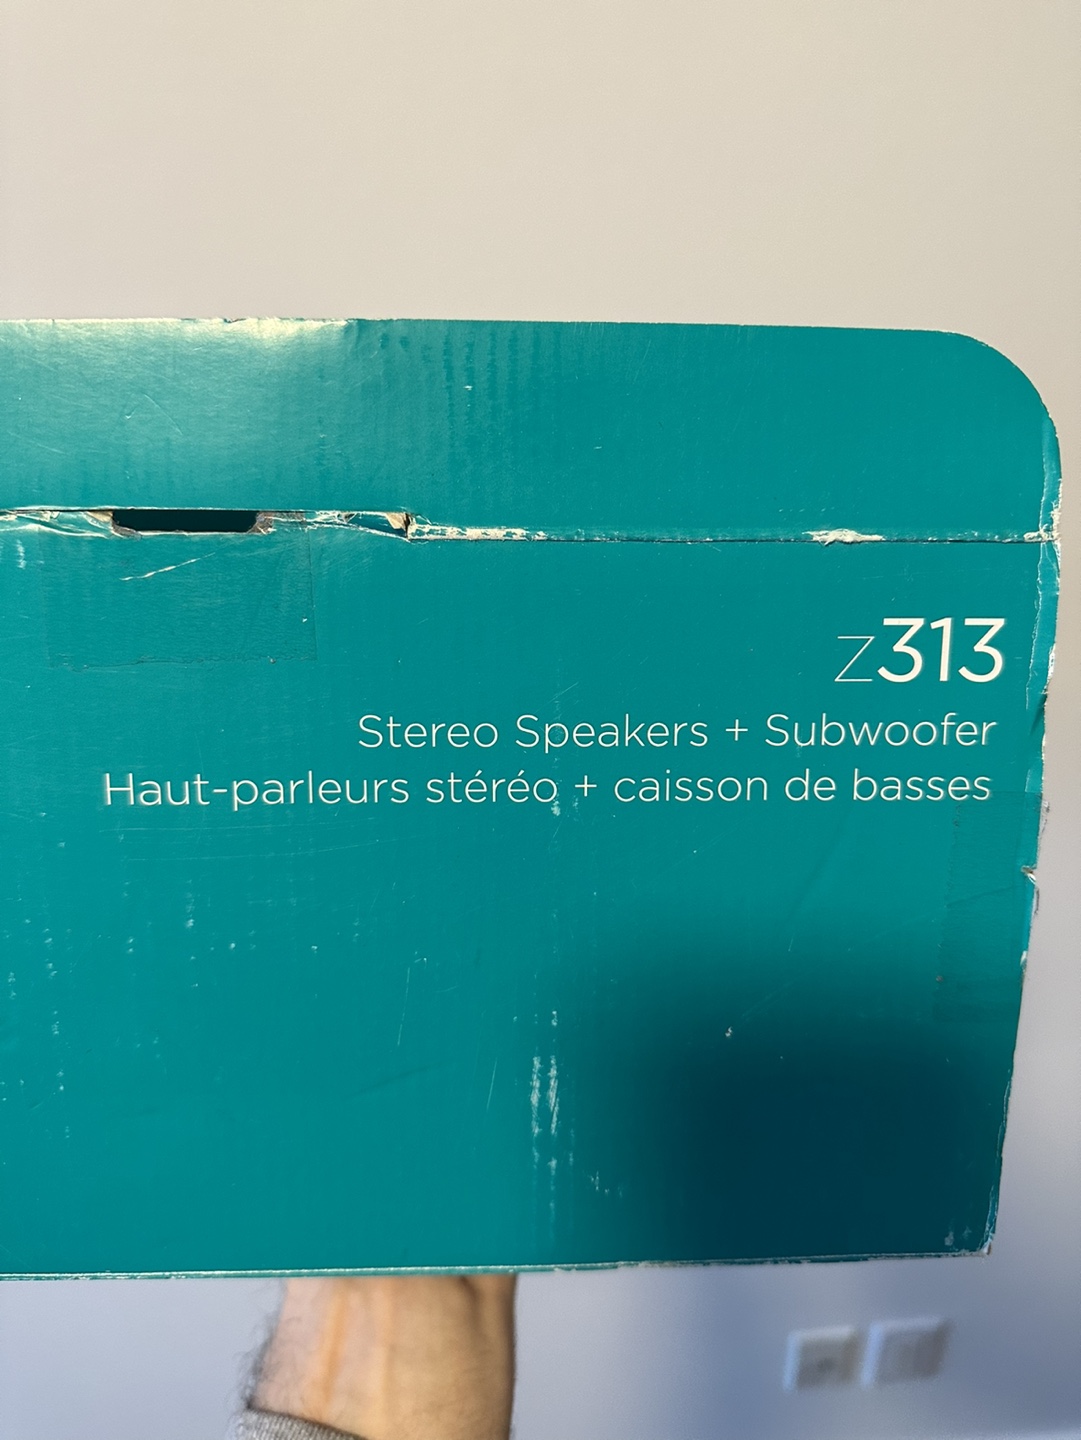 z313
Stereo Speakers + Subwoofer
Haut-parleurs stéréo + caisson de basses